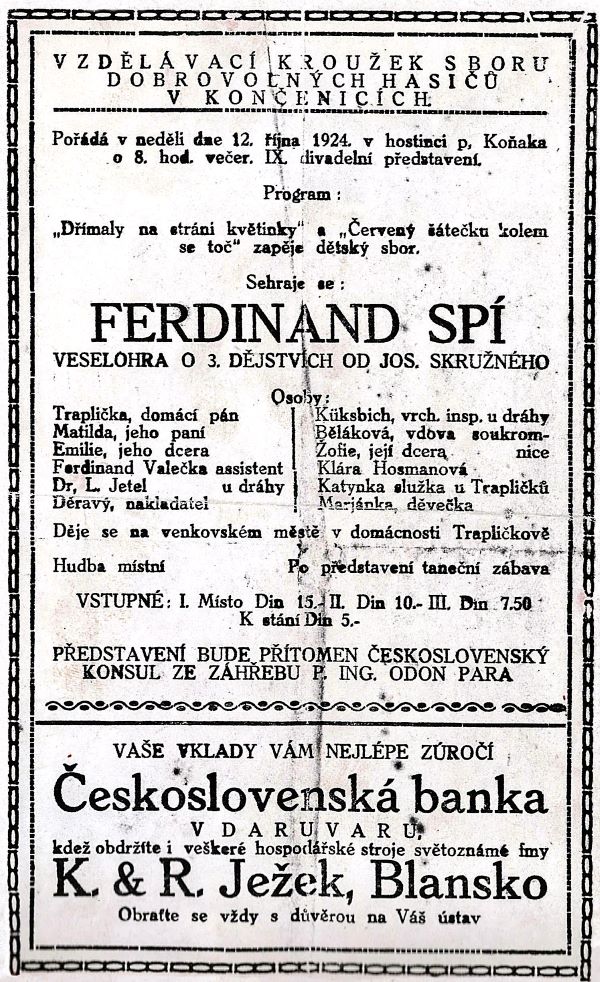 VZDĚLÁVACÍ KROUŽEK SBORU
DOBROVOLNÝCH HASIČŮ
V KONČENICÍCH.
Pořádá v neděli dne 12. října 1924. v hostinci p, Koňaka
o 8. hod. večer. IX. divadelní představení.
Program :
„Dřímaly na stráni květinky“ a „Červený šátečku kolem
se toč“ zapěje dětský sbor.
Sehraje se :
FERDINAND SPÍ
VESELOHRA O 3. DĚJSTVÍCH OD JOS. SKRUŽNÉHO
Osoby:
Traplička, domácí pán
Matilda, jeho paní
Emilie, jeho dcera
Ferdinand Valečka assistent
Dr, L. Jetel u dráhy
Děravý, nakladatel
Küksbich, vrch. insp. u dráhy
Běláková, vdova soukrom-
Žofie, její dcera nice
Klára Hosmanová
Katynka služka u Trapličků
Marjánka, děvečka
Děje se na venkovském městě v domácnosti Trapličkově
Hudba místní Po představení taneční zábava
VSTUPNÉ: I. Místo Din 15.- II. Din 10.- III. Din 7.50
K stání Din 5.-
PŘEDSTAVENÍ BUDE PŘÍTOMEN ČESKOSLOVENSKÝ
KONSUL ZE ZÁHŘEBU P. ING. ODON PARA
VAŠE VKLADY VÁM NEJLÉPE ZÚROČÍ
Československá banka
V DARUVARU,
kdež obdržíte i veškeré hospodářské stroje světoznámé fmy
K. & R. Ježek, Blansko
Obraťte se vždy s důvěrou na Váš ústav